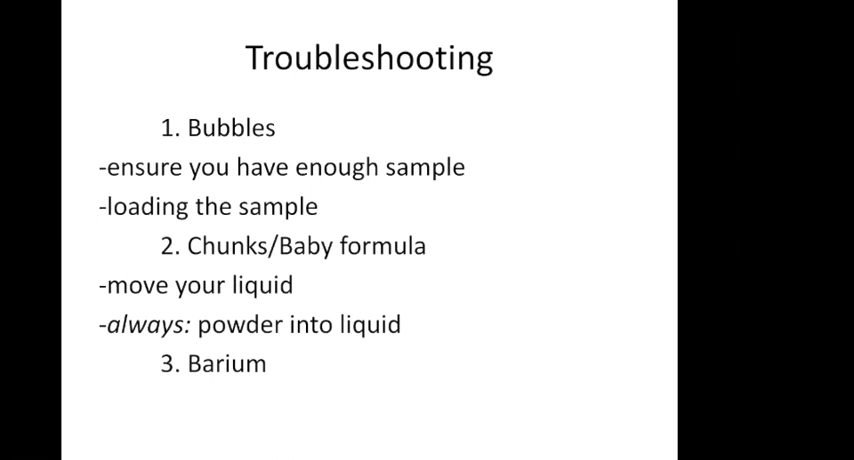 Troubleshooting
1. Bubbles
-ensure you have enough sample
-loading the sample
2. Chunks/Baby formula
-move your liquid
-always: powder into liquid
3. Barium